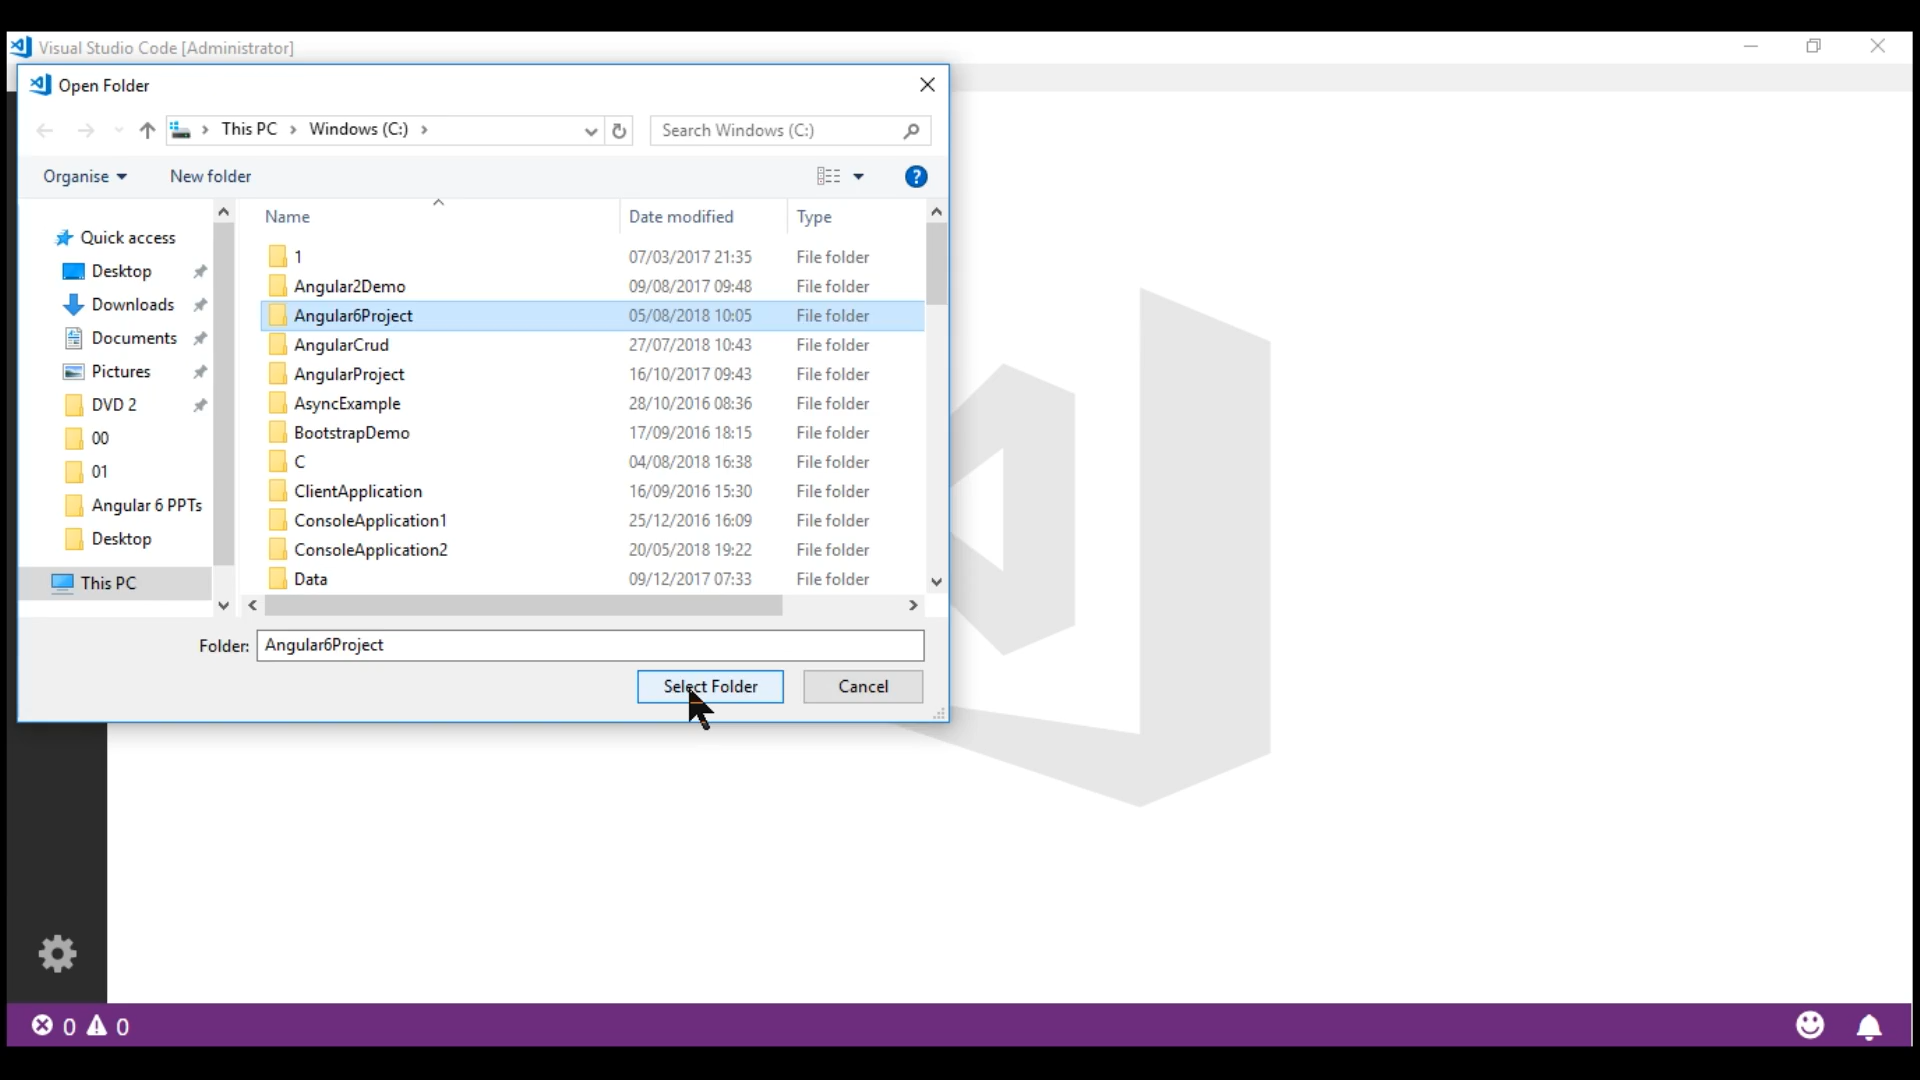 Visual Studio Code [Administrator]
Open Folder
This PC > Windows (C:) >
Search Windows (C:)
Organise
New folder
?
Quick access
Desktop
Downloads
Documents
Pictures
DVD 2
00
01
Angular 6 PPTs
Desktop
This PC
Name Date modified Type
1 07/03/2017 21:35 File folder
Angular2Demo 09/08/2017 09:48 File folder
Angular6Project 05/08/2018 10:05 File folder
AngularCrud 27/07/2018 10:43 File folder
AngularProject 16/10/2017 09:43 File folder
AsyncExample 28/10/2016 08:36 File folder
BootstrapDemo 17/09/2016 18:15 File folder
C 04/08/2018 16:38 File folder
ClientApplication 16/09/2016 15:30 File folder
ConsoleApplication1 25/12/2016 16:09 File folder
ConsoleApplication2 20/05/2018 19:22 File folder
Data 09/12/2017 07:33 File folder
Folder: Angular6Project
Select Folder Cancel
0 0